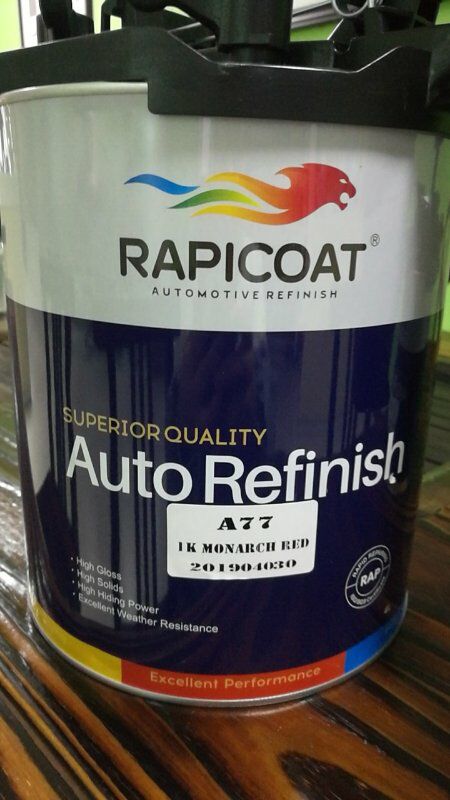 RAPICOAT®
AUTOMOTIVE REFINISH
SUPERIOR QUALITY
Auto Refinish
A77
1K MONARCH RED
201904030
· High Gloss
· High Solids
· High Hiding Power
· Excellent Weather Resistance
RAP
Excellent Performance